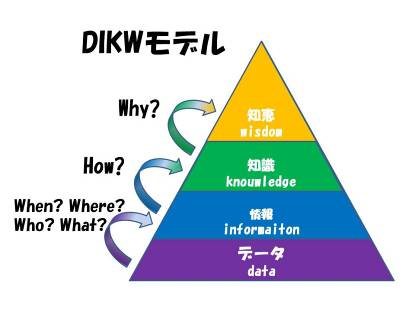 DIKWモデル
Why?
知恵
wisdom
How?
知識
knouwledge
When? Where?
Who? What?
情報
informaiton
データ
data